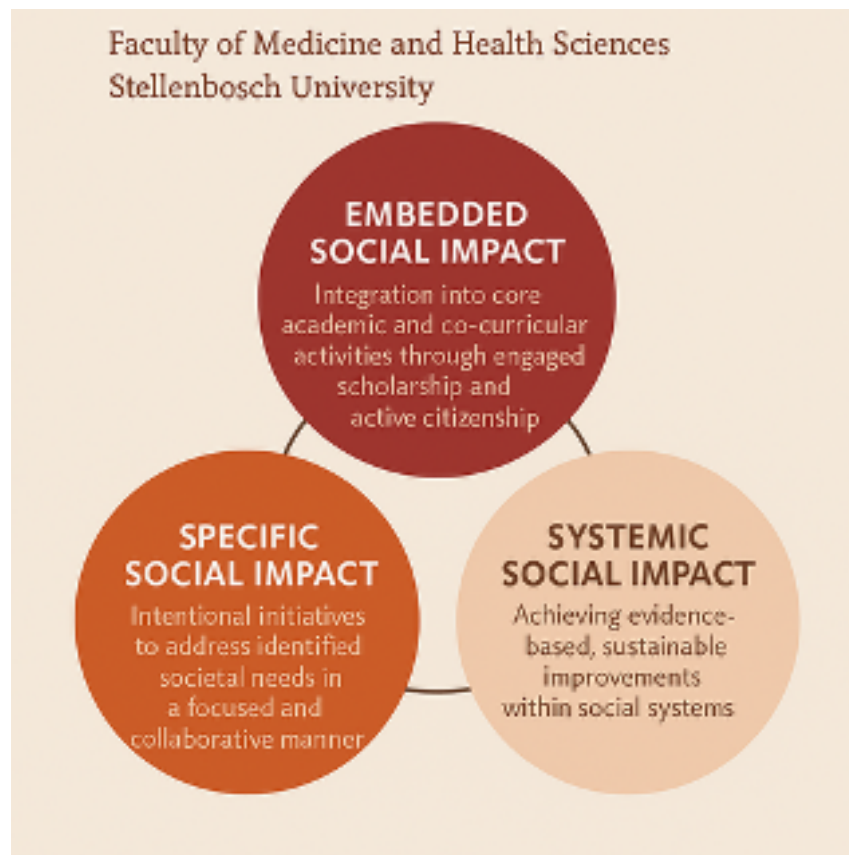 Faculty of Medicine and Health Sciences
Stellenbosch University
EMBEDDED
SOCIAL IMPACT
Integration into core
academic and co-curricular
activities through engaged
scholarship and
active citizenship
SPECIFIC
SOCIAL IMPACT
Intentional initiatives
to address identified
societal needs in
a focused and
collaborative manner
SYSTEMIC
SOCIAL IMPACT
Achieving evidence-
based, sustainable
improvements
within social systems